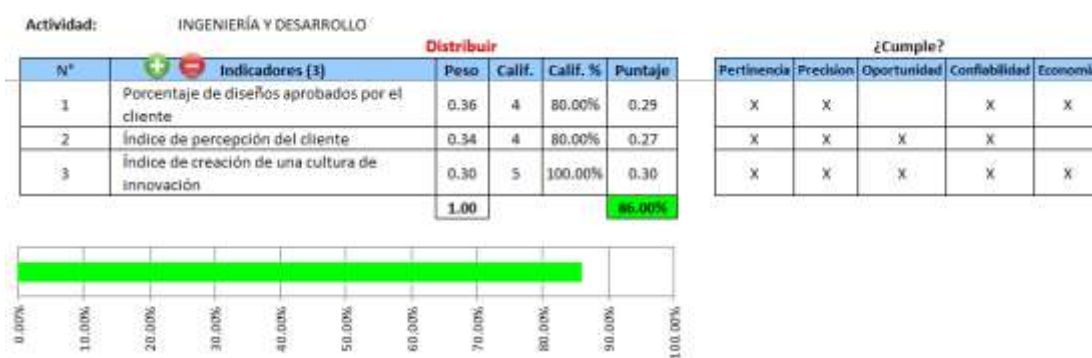 Actividad: INGENIERÍA Y DESARROLLO
Distribuir ¿Cumple?
N° Indicadores (3) Peso Calif. Calif. % Puntaje Pertinencia Precision Oportunidad Confiabilidad Economia
Porcentaje de diseños aprobados por el
1 0.36 4 80.00% 0.29 X X X X
cliente
2 Índice de percepción del cliente 0.34 4 80.00% 0.27 X X X X
Índice de creación de una cultura de
3 0.30 5 100.00% 0.30 X X X X X
innovación
1.00 86.00%
0.00% 10.00% 20.00% 30.00% 40.00% 50.00% 60.00% 70.00% 80.00% 90.00% 100.00%